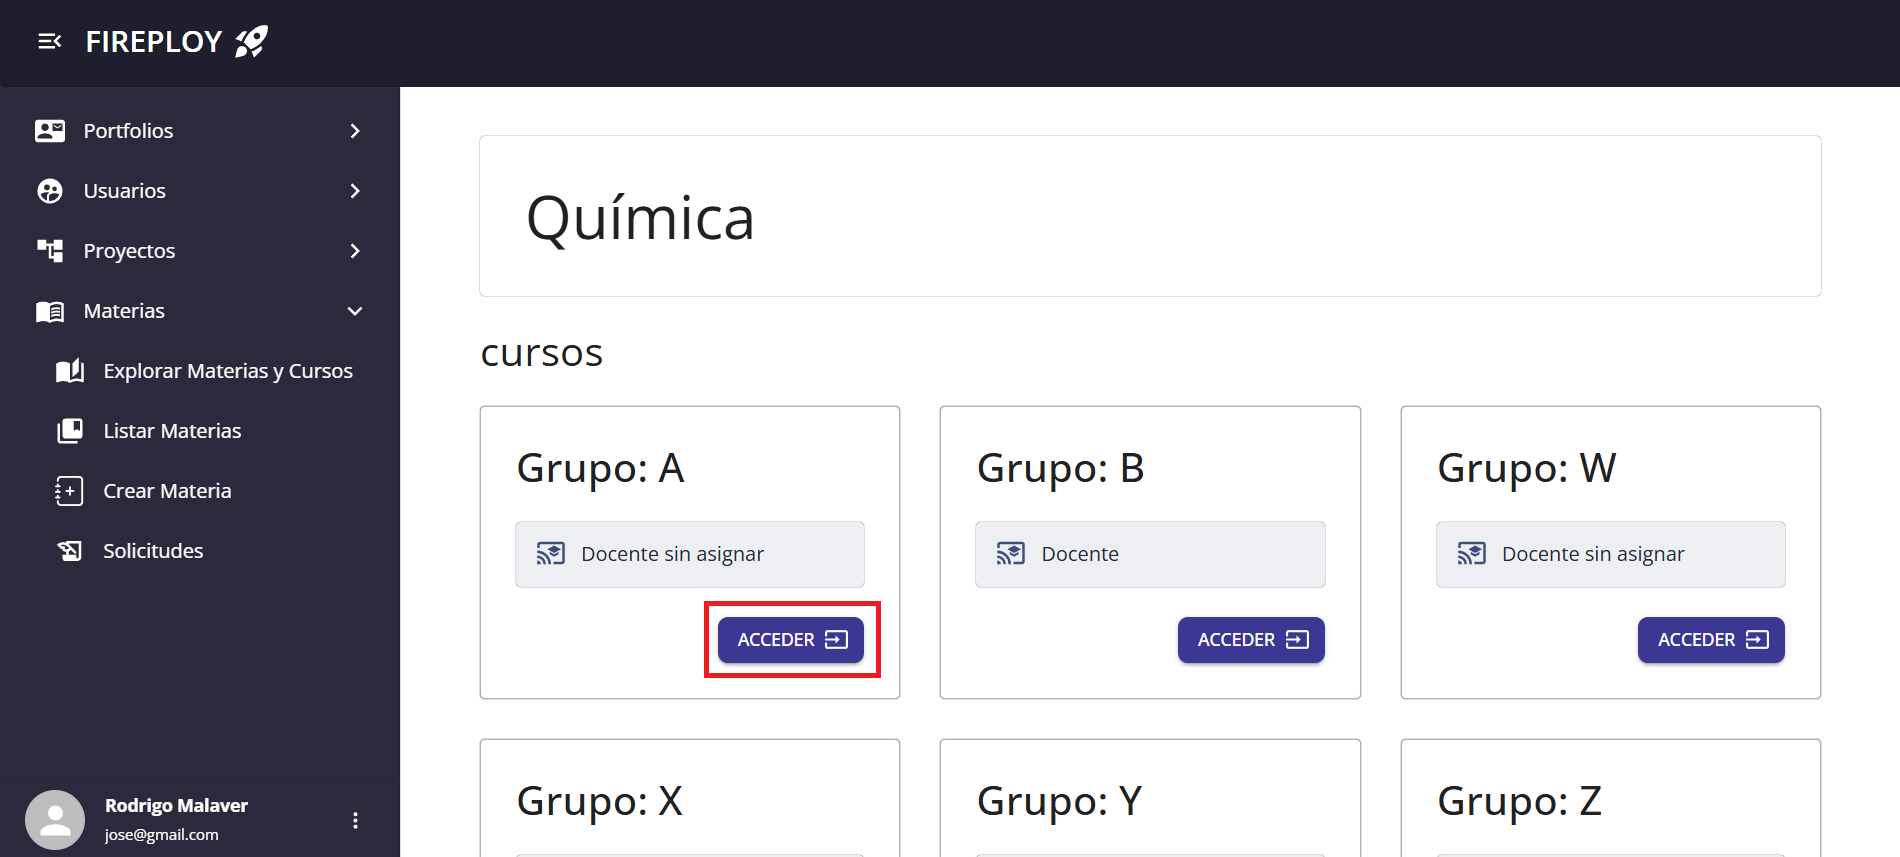 FIREPLOY
Portfolios
Usuarios
Proyectos
Materias
Explorar Materias y Cursos
Listar Materias
Crear Materia
Solicitudes
Rodrigo Malaver
jose@gmail.com
Química
cursos
Grupo: A
Docente sin asignar
ACCEDER
Grupo: B
Docente
ACCEDER
Grupo: W
Docente sin asignar
ACCEDER
Grupo: X
Grupo: Y
Grupo: Z